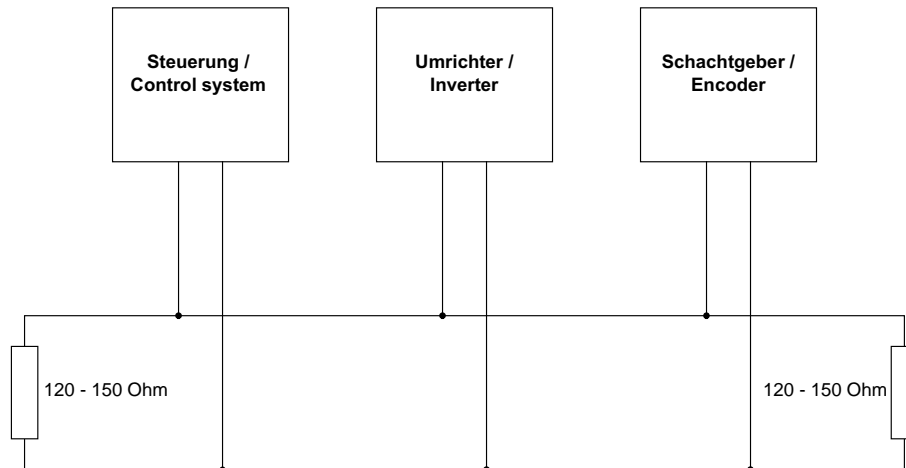 Steuerung /
Control system
Umrichter /
Inverter
Schachtgeber /
Encoder
120 - 150 Ohm
120 - 150 Ohm